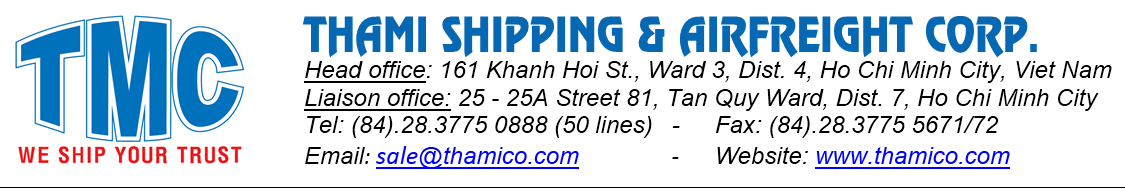 TMC
WE SHIP YOUR TRUST
THAMI SHIPPING & AIRFREIGHT CORP.
Head office: 161 Khanh Hoi St., Ward 3, Dist. 4, Ho Chi Minh City, Viet Nam
Liaison office: 25 - 25A Street 81, Tan Quy Ward, Dist. 7, Ho Chi Minh City
Tel: (84).28.3775 0888 (50 lines) - Fax: (84).28.3775 5671/72
Email: sale@thamico.com - Website: www.thamico.com